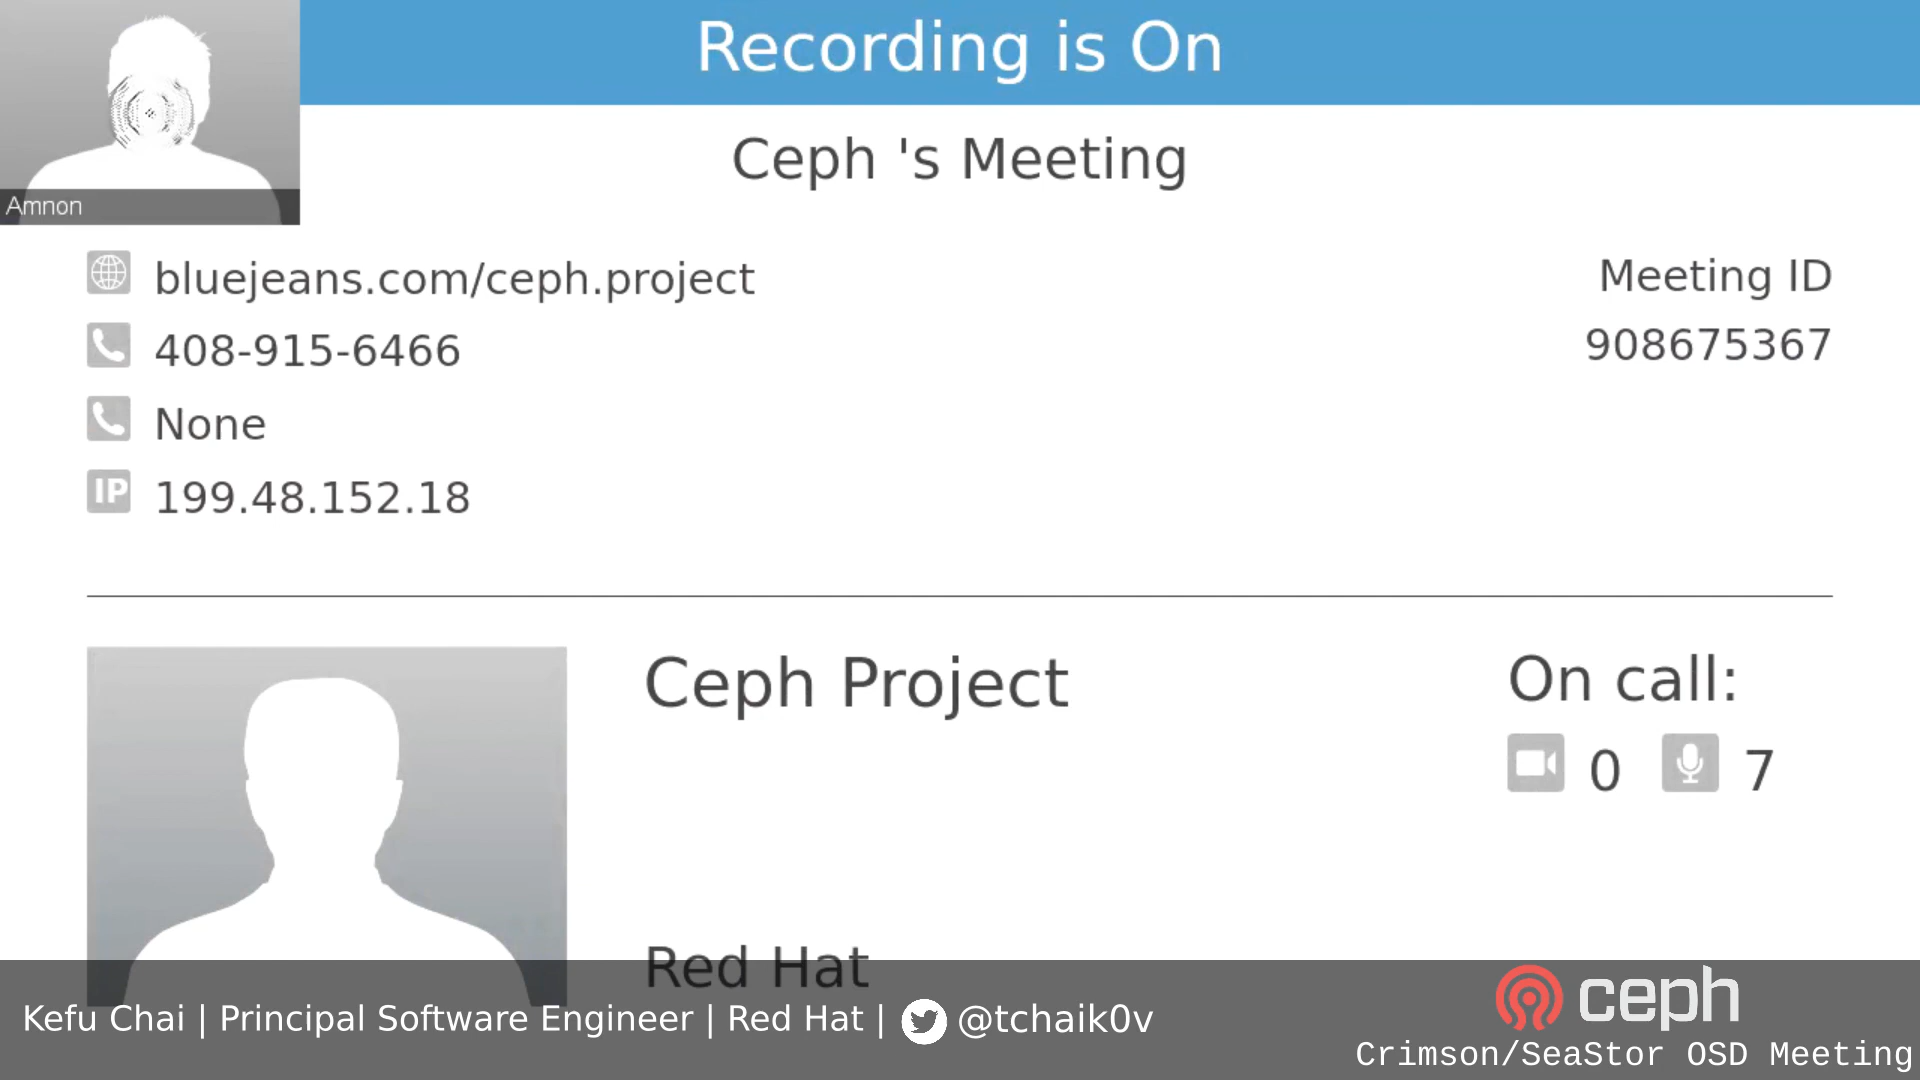 Recording is On
Ceph 's Meeting
Amnon
bluejeans.com/ceph.project
408-915-6466
None
IP 199.48.152.18
Meeting ID
908675367
Ceph Project
Red Hat
On call:
0 7
Kefu Chai | Principal Software Engineer | Red Hat | @tchaik0v
ceph
Crimson/SeaStor OSD Meeting